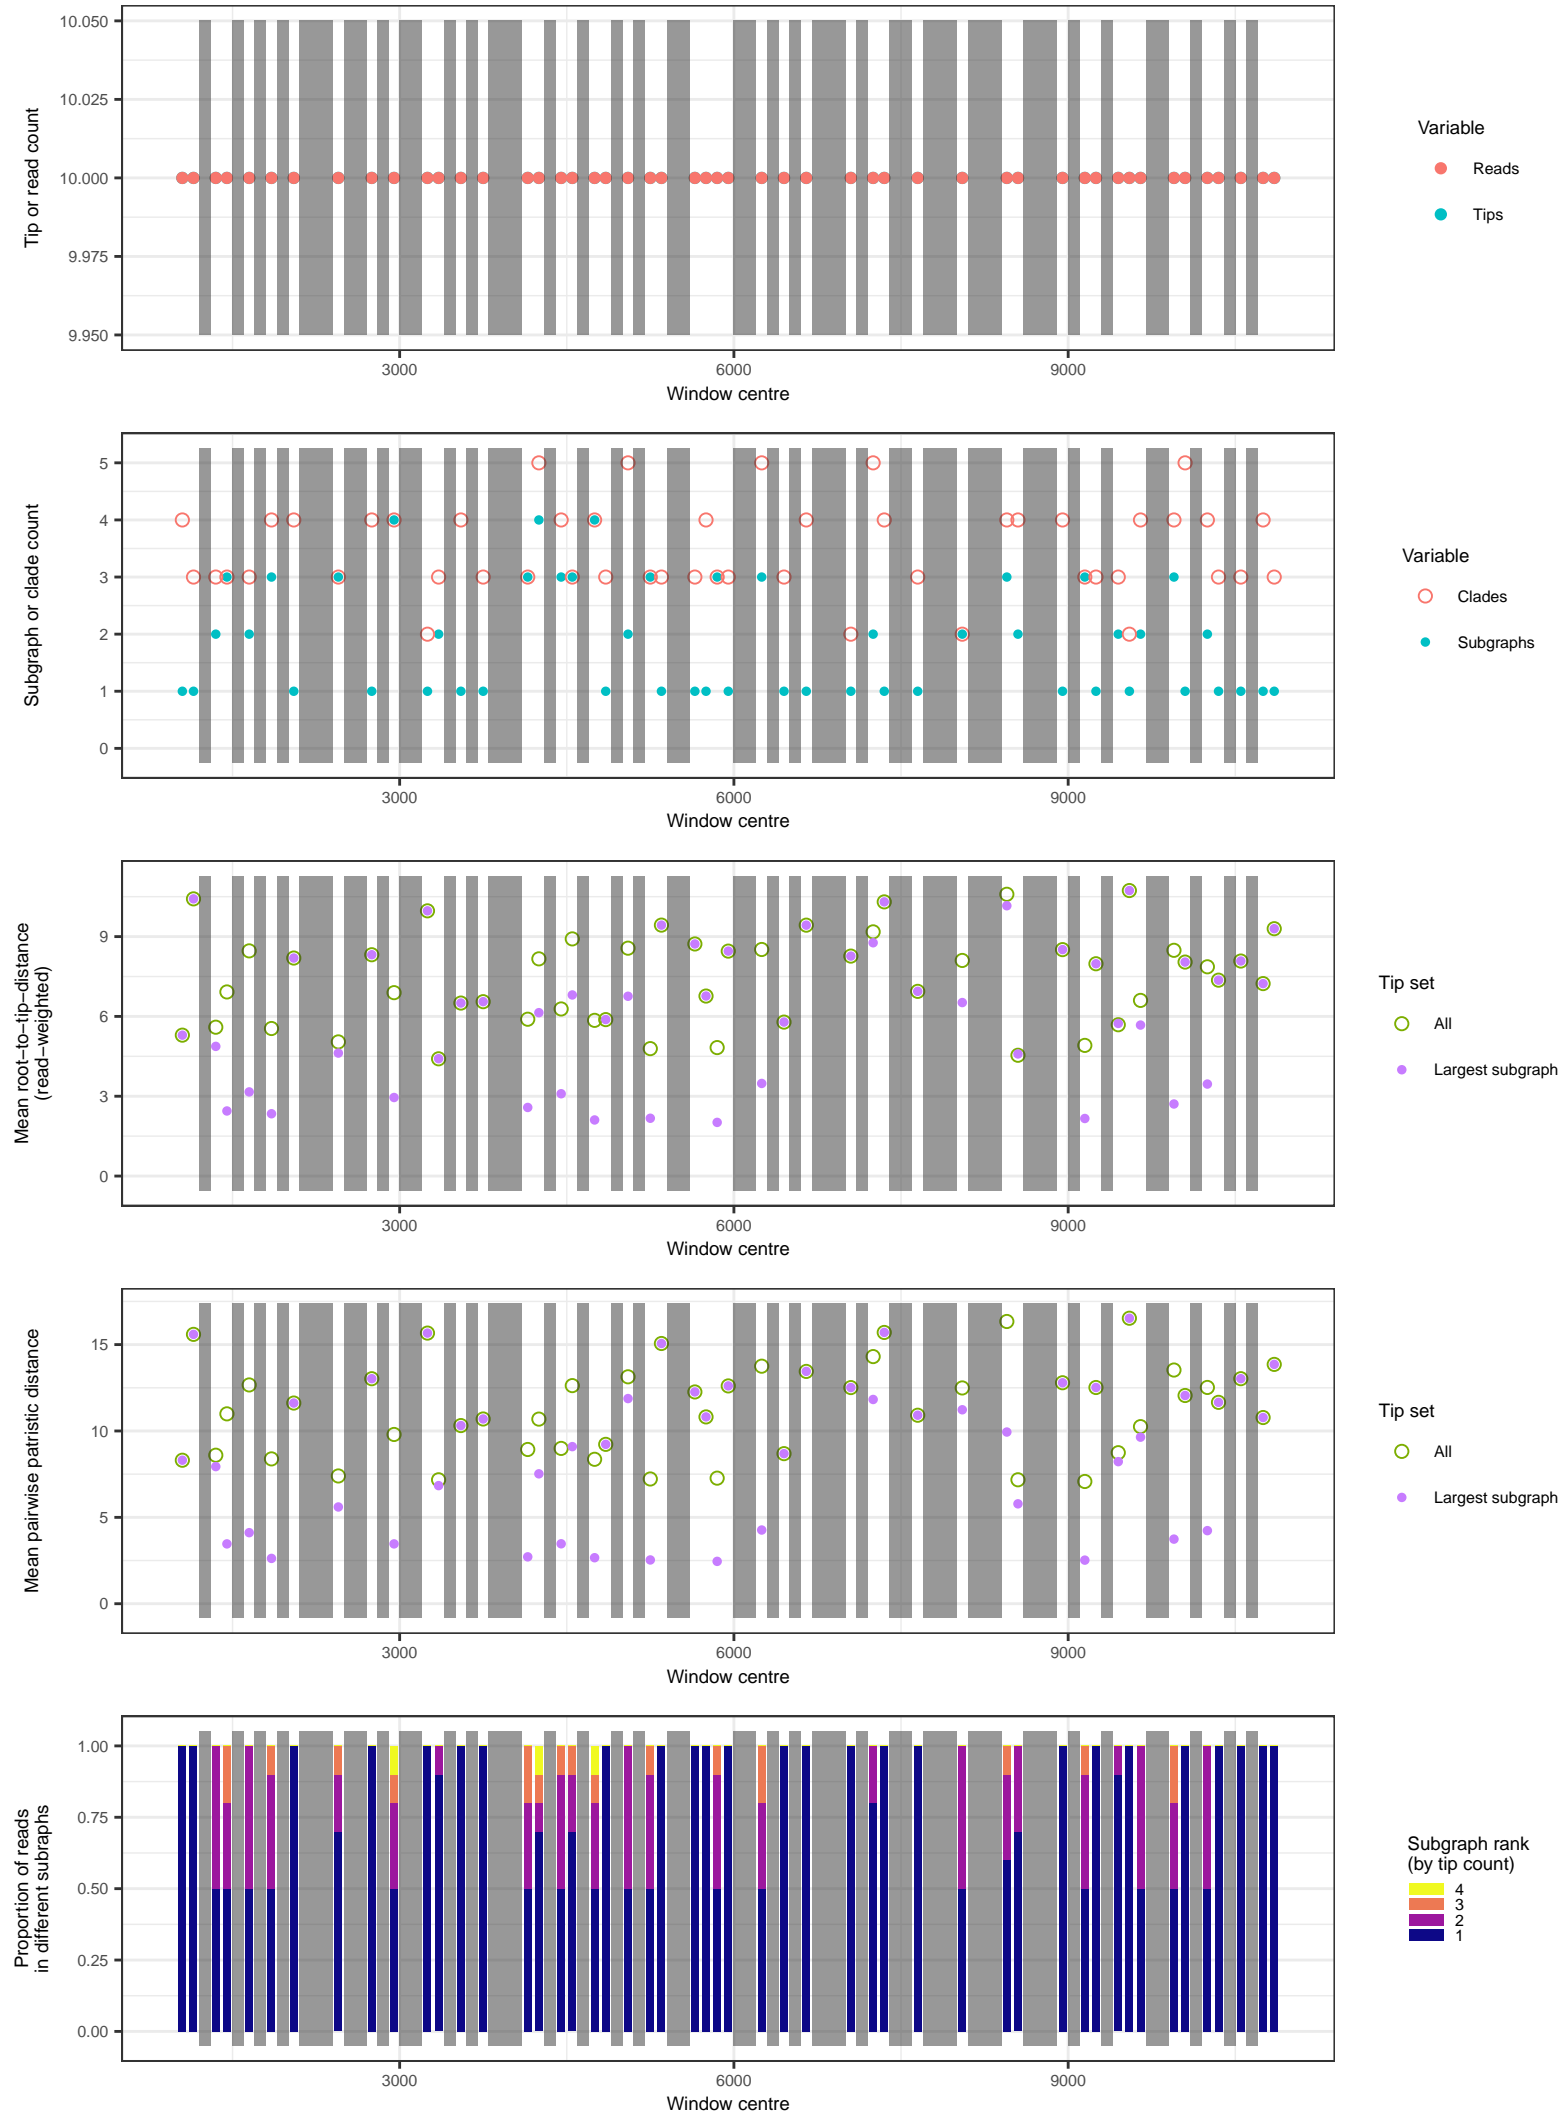 10.050
10.025
10.000
9.975
9.950
Tip or read count
3000 6000 9000
Window centre
Variable
Reads
Tips
5
4
3
2
1
0
Subgraph or clade count
3000 6000 9000
Window centre
Variable
Clades
Subgraphs
9
6
3
0
Mean root−to−tip−distance
(read−weighted)
3000 6000 9000
Window centre
Tip set
All
Largest subgraph
15
10
5
0
Mean pairwise patristic distance
3000 6000 9000
Window centre
Tip set
All
Largest subgraph
1.00
0.75
0.50
0.25
0.00
Proportion of reads
in different subraphs
3000 6000 9000
Window centre
Subgraph rank
(by tip count)
4
3
2
1